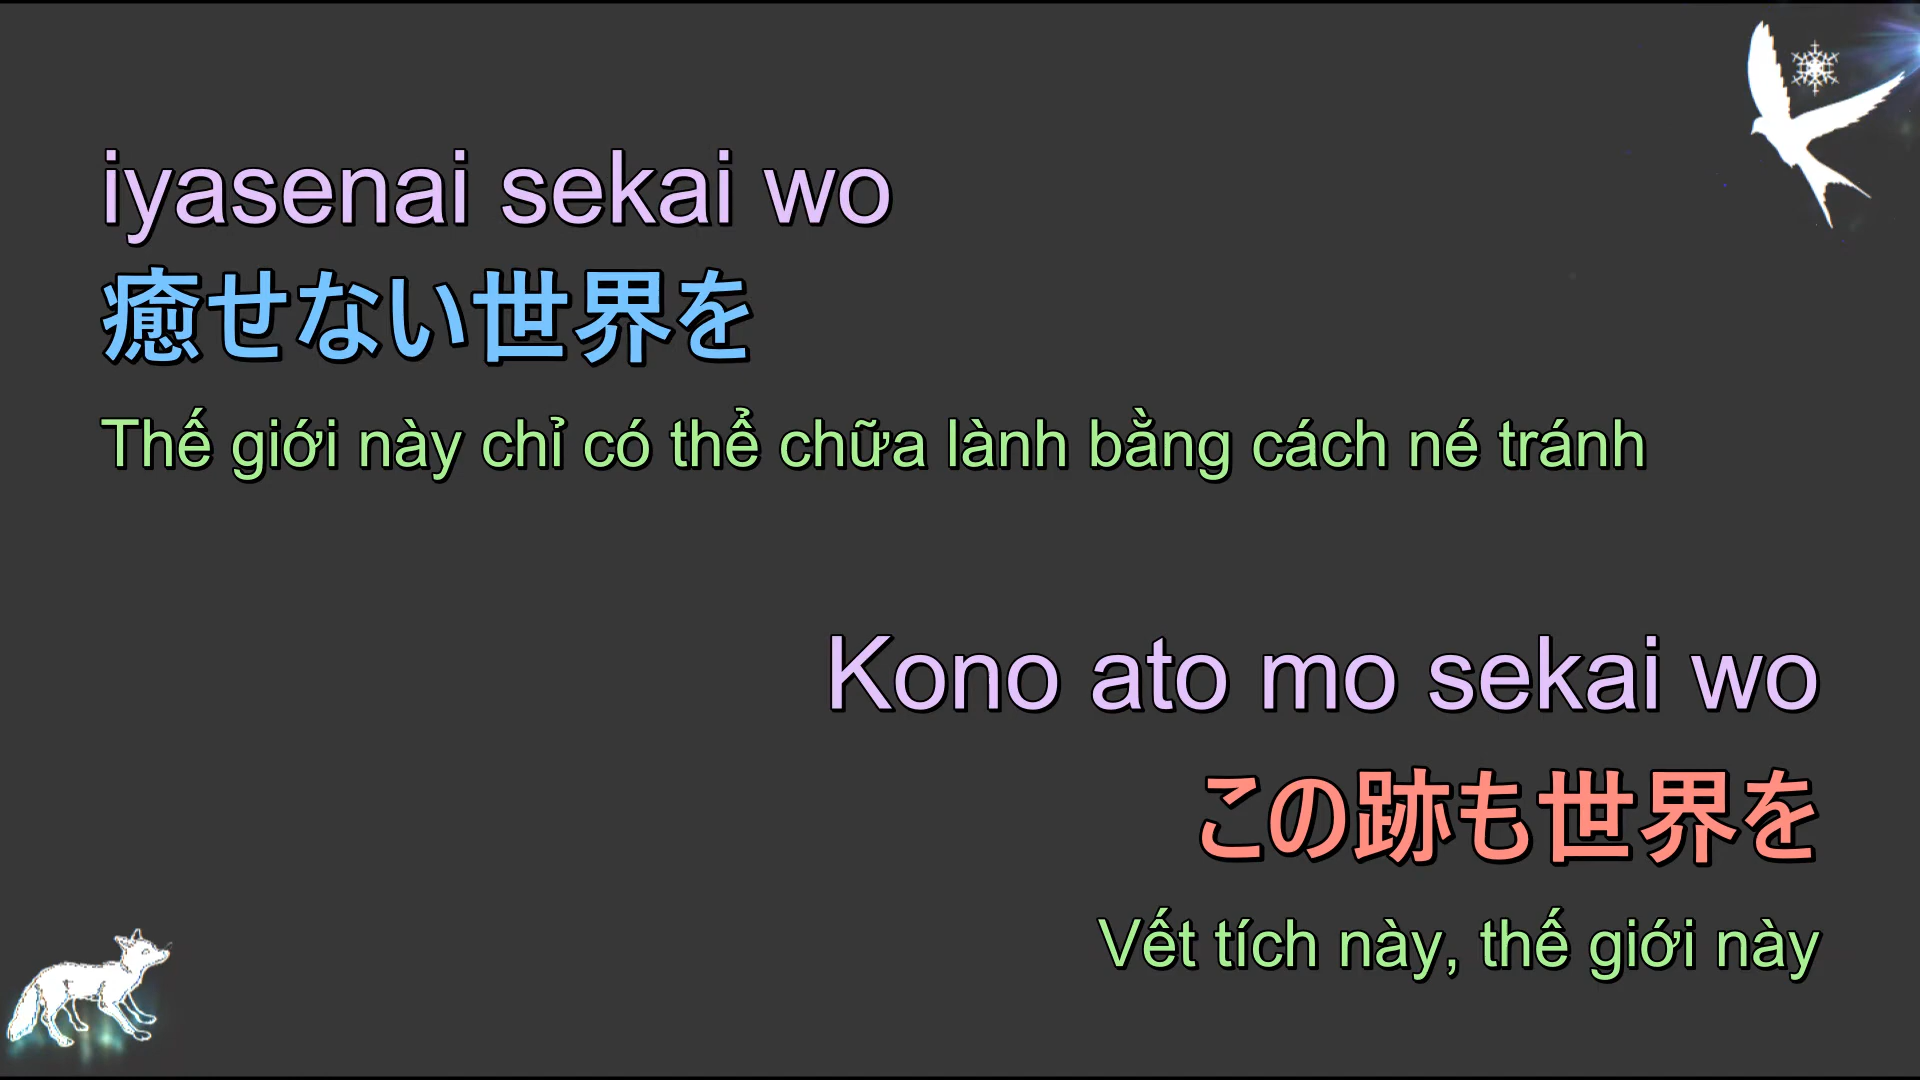 iyasenai sekai wo
癒せない世界を
Thế giới này chỉ có thể chữa lành bằng cách né tránh
Kono ato mo sekai wo
この跡も世界を
Vết tích này, thế giới này